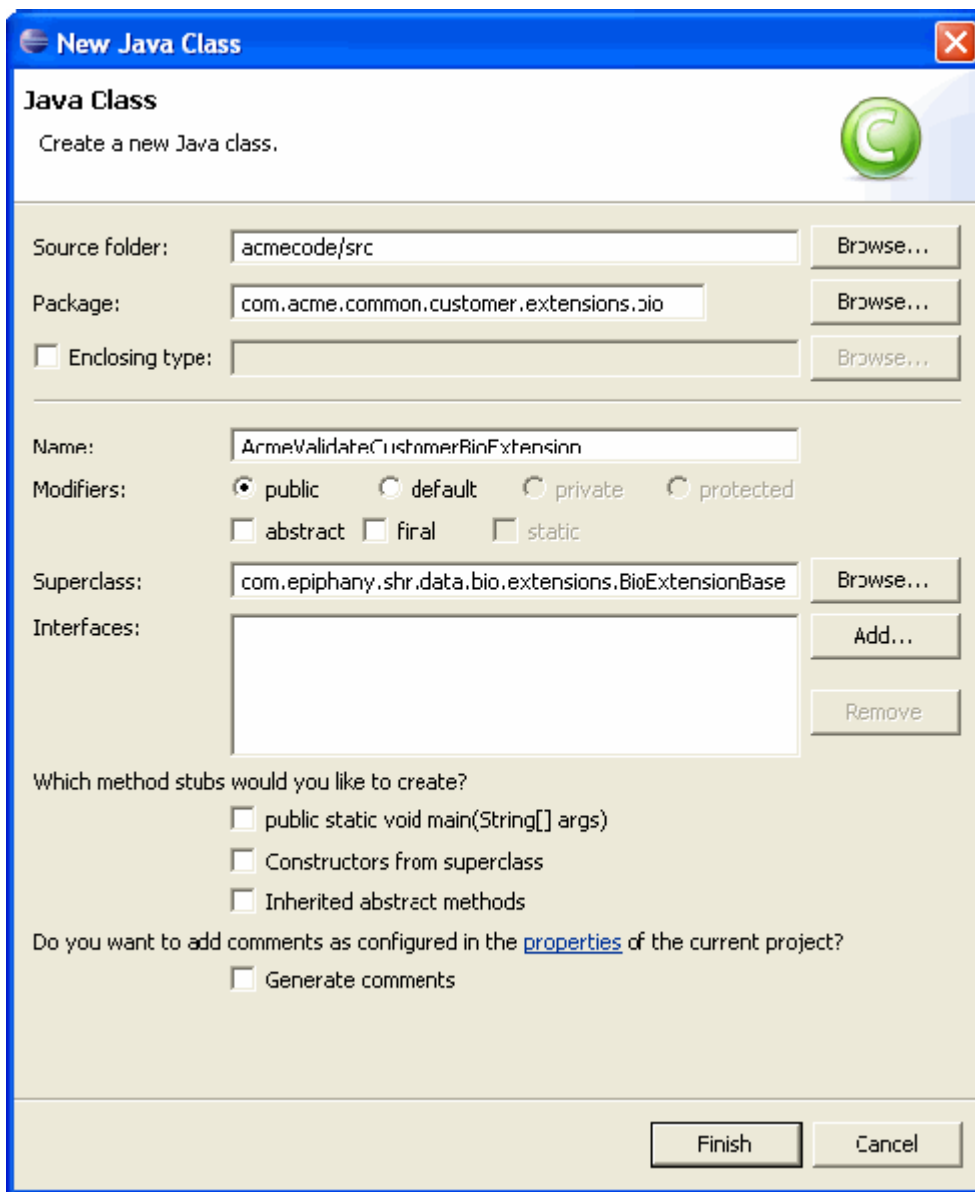 New Java Class
Java Class
Create a new Java class.
Source folder: acmecode/src Browse...
Package: com.acme.common.customer.extensions.bio Browse...
Enclosing type: Browse...
Name: AcmeValidateCustomerBioExtension
Modifiers: public default private protected
abstract final static
Superclass: com.epiphany.shr.data.bio.extensions.BioExtensionBase Browse...
Interfaces: Add...
Remove
Which method stubs would you like to create?
public static void main(String[] args)
Constructors from superclass
Inherited abstract methods
Do you want to add comments as configured in the properties of the current project?
Generate comments
Finish Cancel